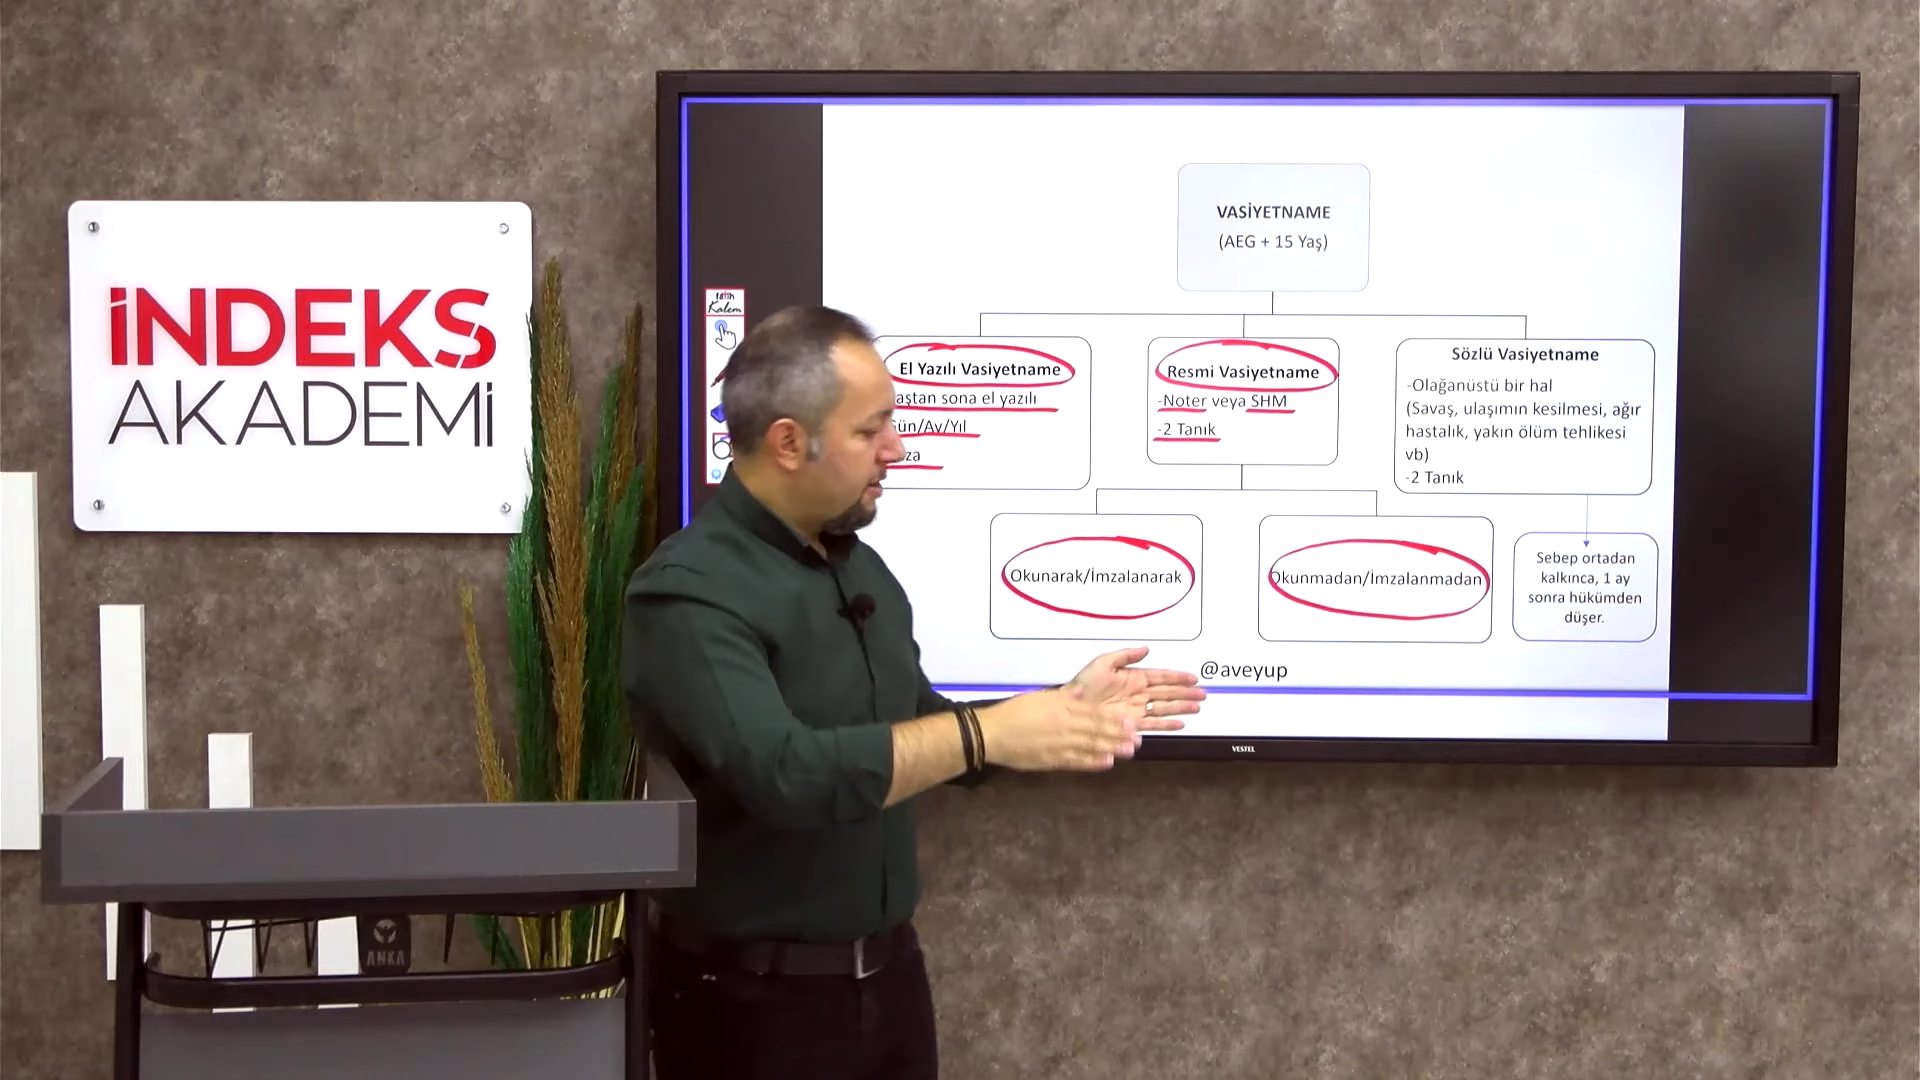 İNDEKS
AKADEMİ
fatih
Kalem
VASİYETNAME
(AEG + 15 Yaş)
El Yazılı Vasiyetname
aştan sona el yazılı
ün/Ay/Yıl
za
Resmi Vasiyetname
-Noter veya SHM
-2 Tanık
Sözlü Vasiyetname
-Olağanüstü bir hal
(Savaş, ulaşımın kesilmesi, ağır
hastalık, yakın ölüm tehlikesi
vb)
-2 Tanık
Okunarak/İmzalanarak
Okunmadan/İmzalanmadan
Sebep ortadan
kalkınca, 1 ay
sonra hükümden
düşer.
@aveyup
VESTEL
ANKA